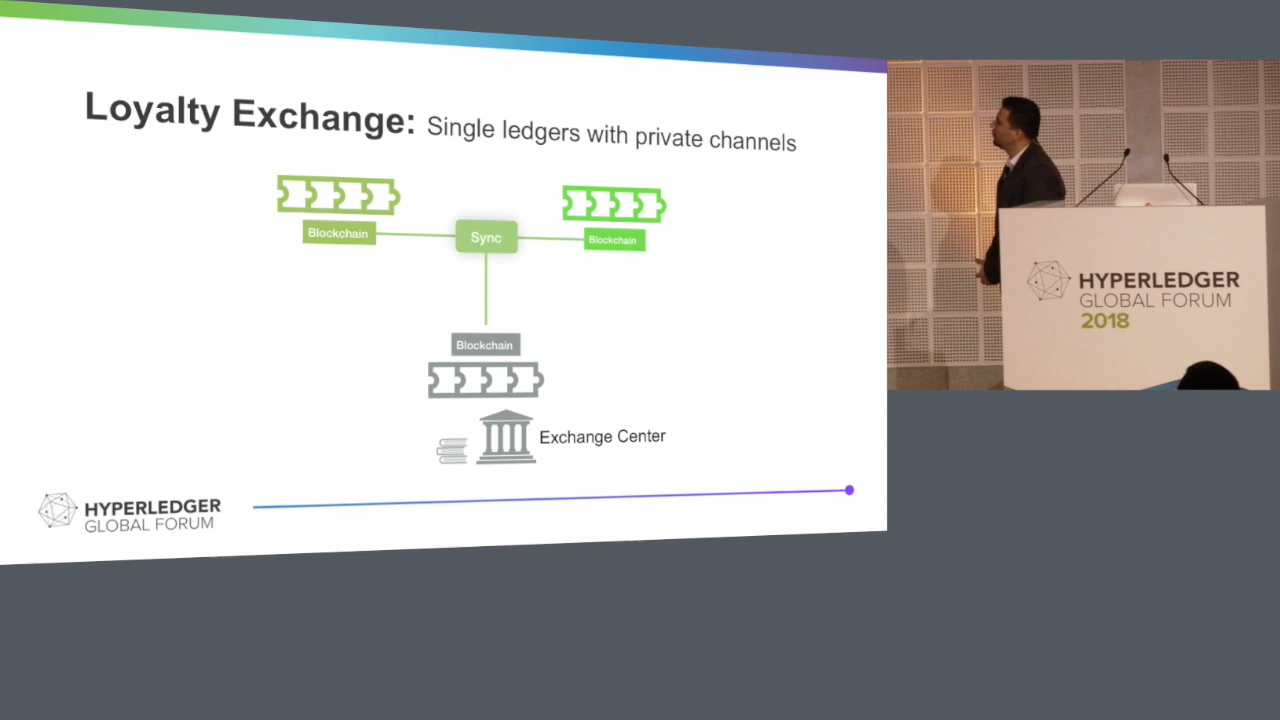 Loyalty Exchange: Single ledgers with private channels
Blockchain
Sync
Blockchain
Blockchain
Exchange Center
HYPERLEDGER
GLOBAL FORUM
HYPERLEDGER
GLOBAL FORUM
2018